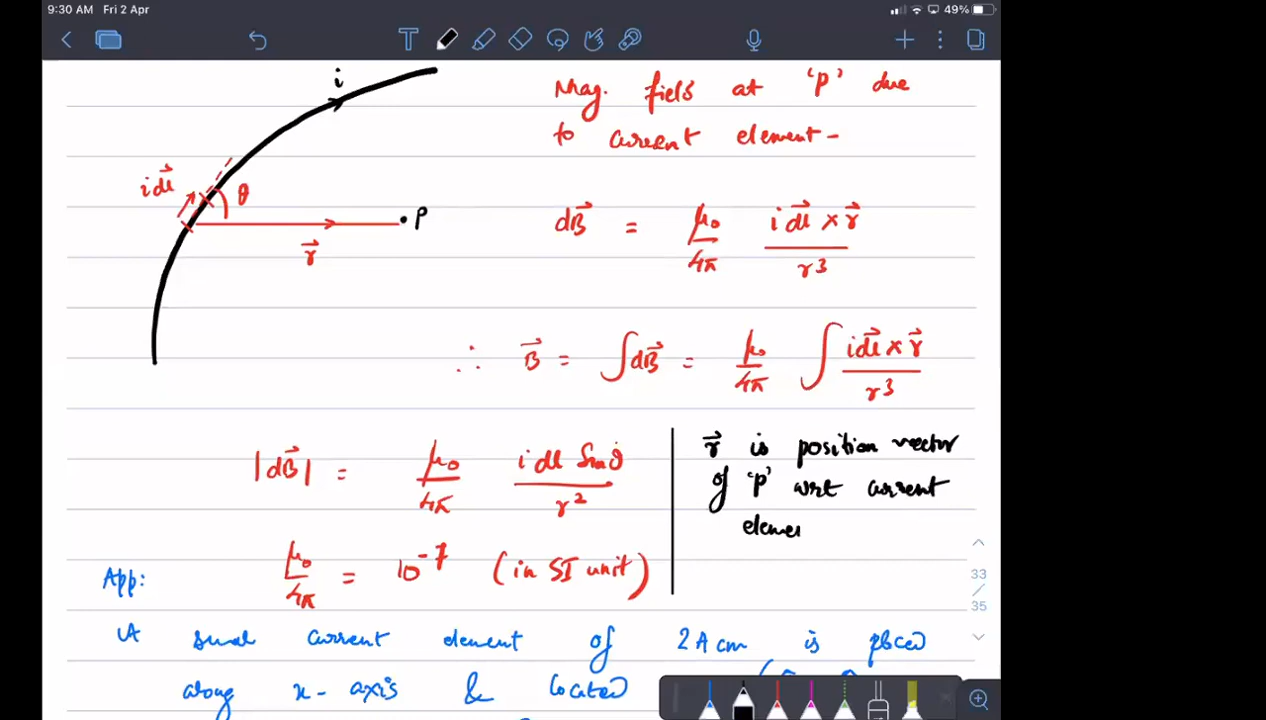 9:30 AM Fri 2 Apr
49%
T
i
Mag. field at 'p' due
to current element-
i dl⃗
θ
• P
r⃗
dB⃗ = μ₀/4π i dl⃗ × r⃗ / r³
∴ B⃗ = ∫dB⃗ = μ₀/4π ∫ i dl⃗ × r⃗ / r³
|dB⃗| = μ₀/4π i dl Sinθ / r²
r⃗ is position vector
of 'p' wrt current
elemen
μ₀/4π = 10⁻⁷ (in SI unit)
App:
33
/
35
A small current element of 2 A cm is placed
along x-axis & located